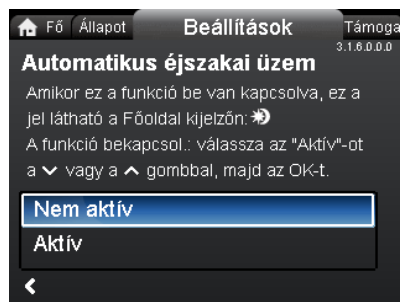 Fő Állapot Beállítások Támoga
3.1.6.0.0.0
Automatikus éjszakai üzem
Amikor ez a funkció be van kapcsolva, ez a
jel látható a Főoldal kijelzőn:
A funkció bekapcsol.: válassza az "Aktív"-ot
a vagy a gombbal, majd az OK-t.
Nem aktív
Aktív